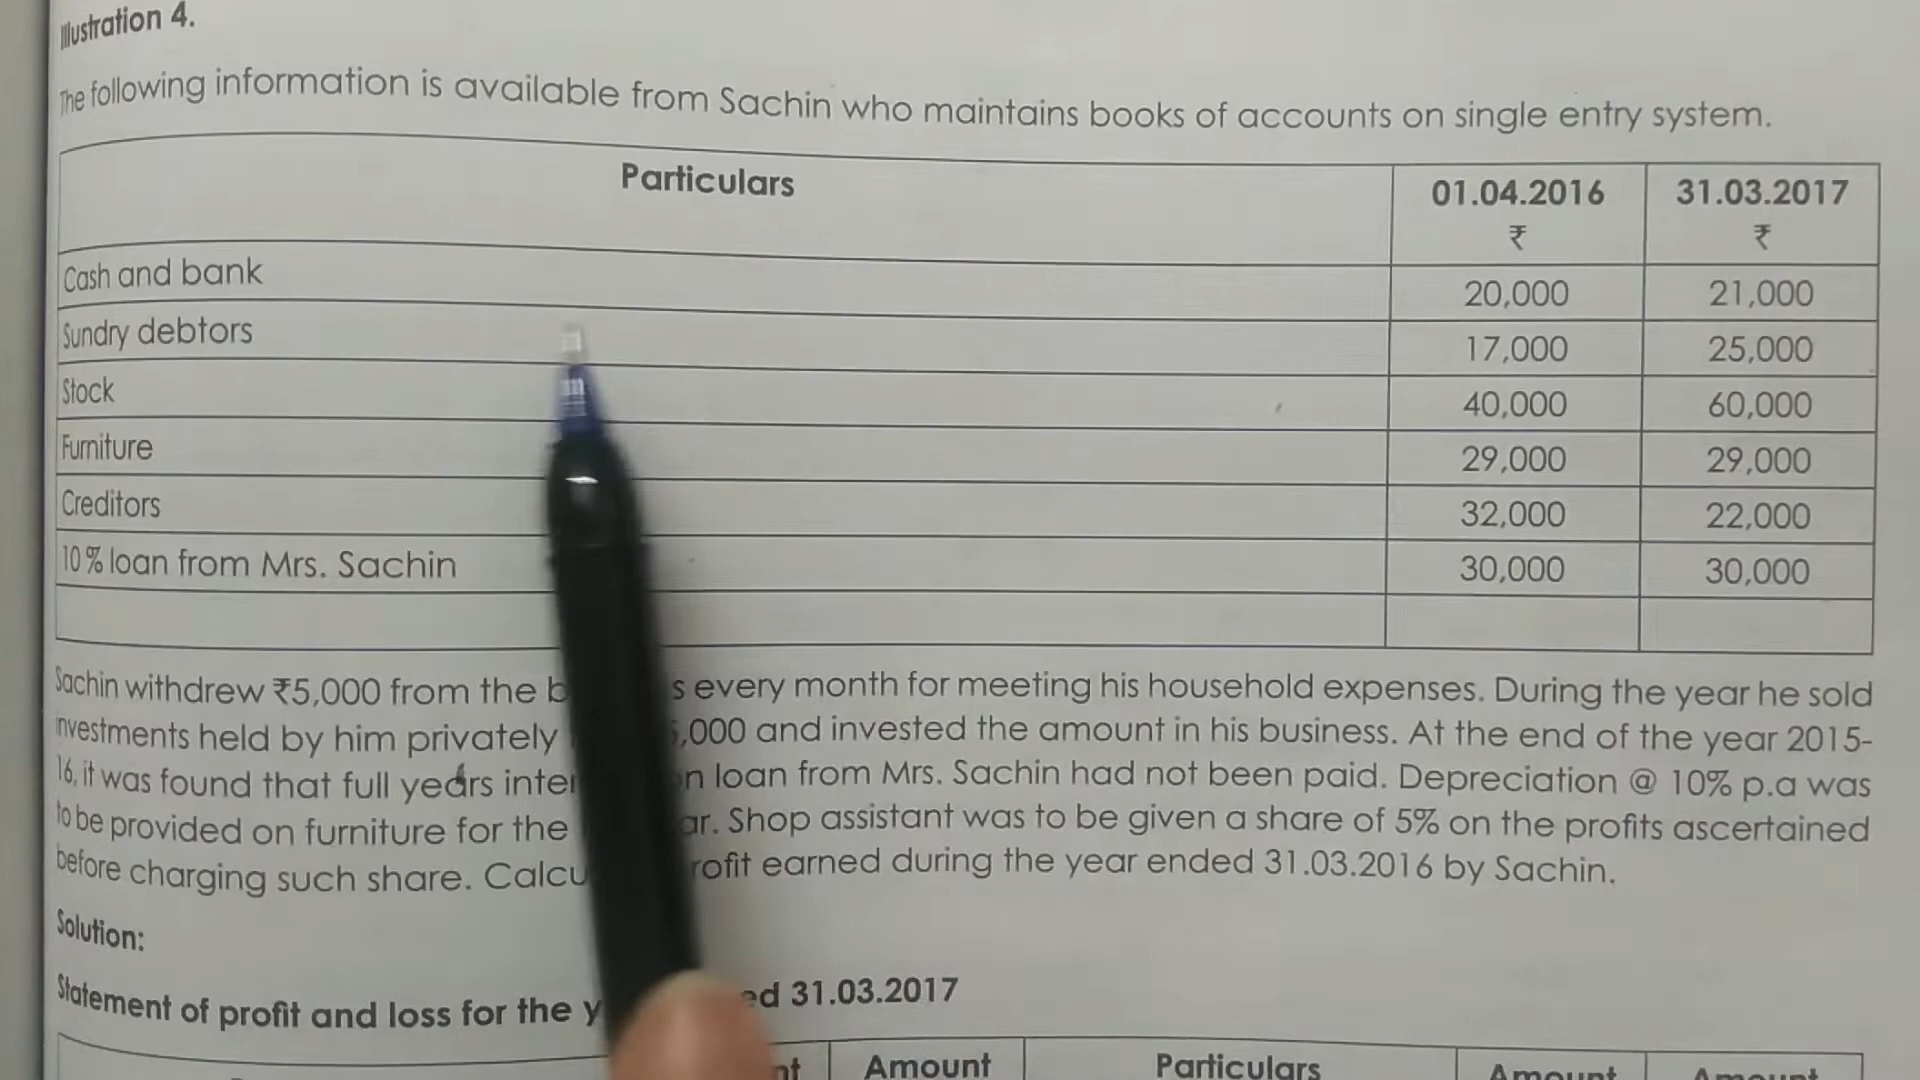 Illustration 4.
The following information is available from Sachin who maintains books of accounts on single entry system.
Particulars 01.04.2016 31.03.2017
₹ ₹
Cash and bank 20,000 21,000
Sundry debtors 17,000 25,000
Stock 40,000 60,000
Furniture 29,000 29,000
Creditors 32,000 22,000
10% loan from Mrs. Sachin 30,000 30,000
Sachin withdrew ₹5,000 from the s every month for meeting his household expenses. During the year he sold
investments held by him privately ,000 and invested the amount in his business. At the end of the year 2015-
16, it was found that full years on loan from Mrs. Sachin had not been paid. Depreciation @ 10% p.a was
to be provided on furniture for the Shop assistant was to be given a share of 5% on the profits ascertained
before charging such share. earned during the year ended 31.03.2016 by Sachin.
Solution:
Statement of profit and loss for the 31.03.2017
Amount Particulars Amount Amount